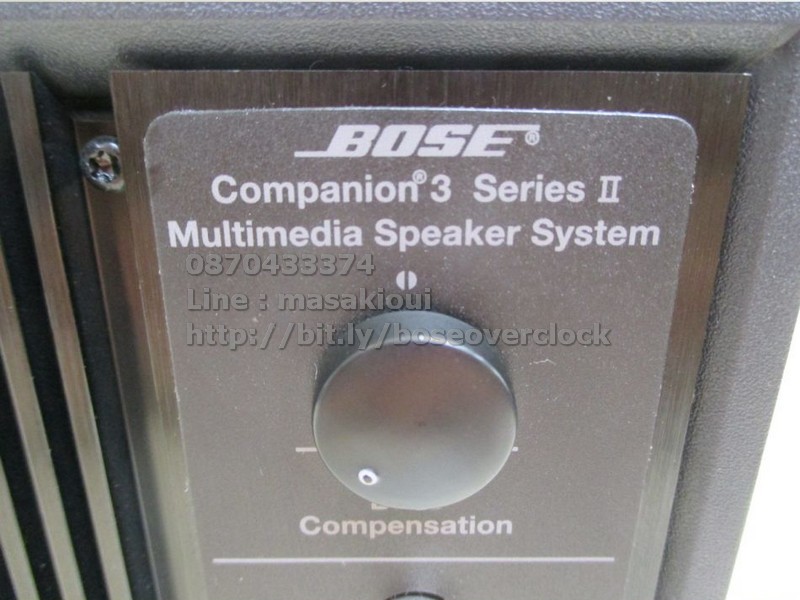 BOSE®
Companion® 3 Series II
Multimedia Speaker System
0870433374
Line : masakioui
http://bit.ly/boseoverclock
Compensation